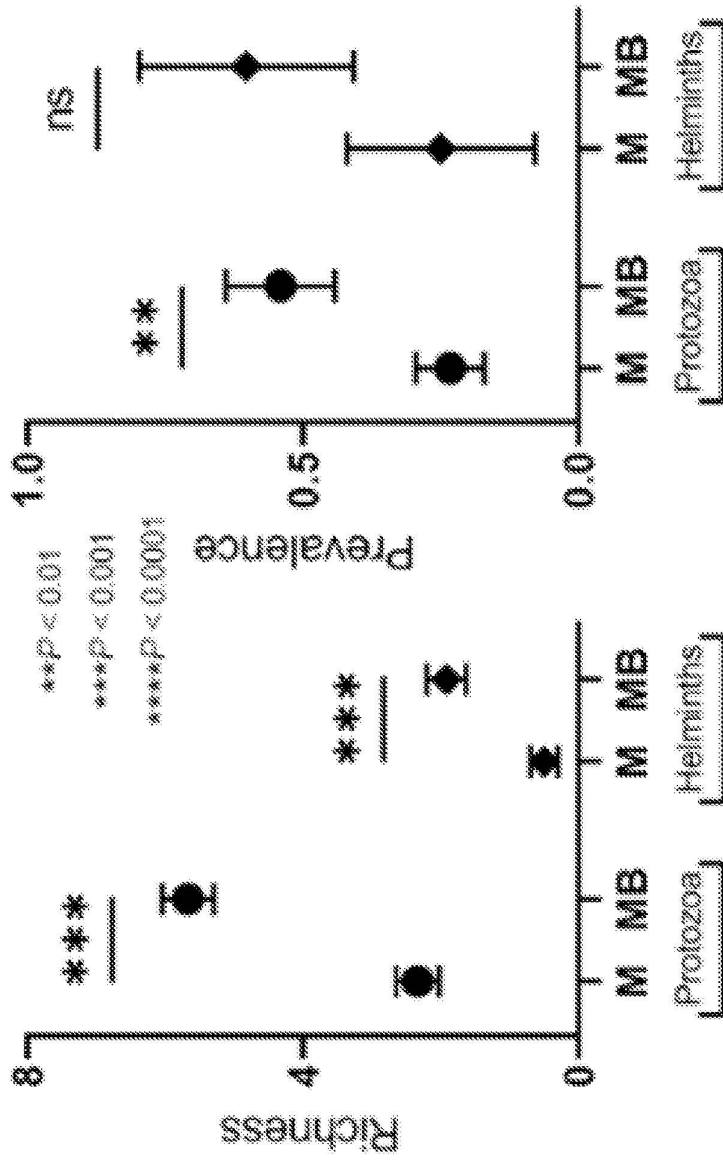 Richness
8
4
0
***
***
M MB M MB
Protozoa Helminths
**P < 0.01
***P < 0.001
****P < 0.0001
Prevalence
1.0
0.5
0.0
**
ns
M MB M MB
Protozoa Helminths